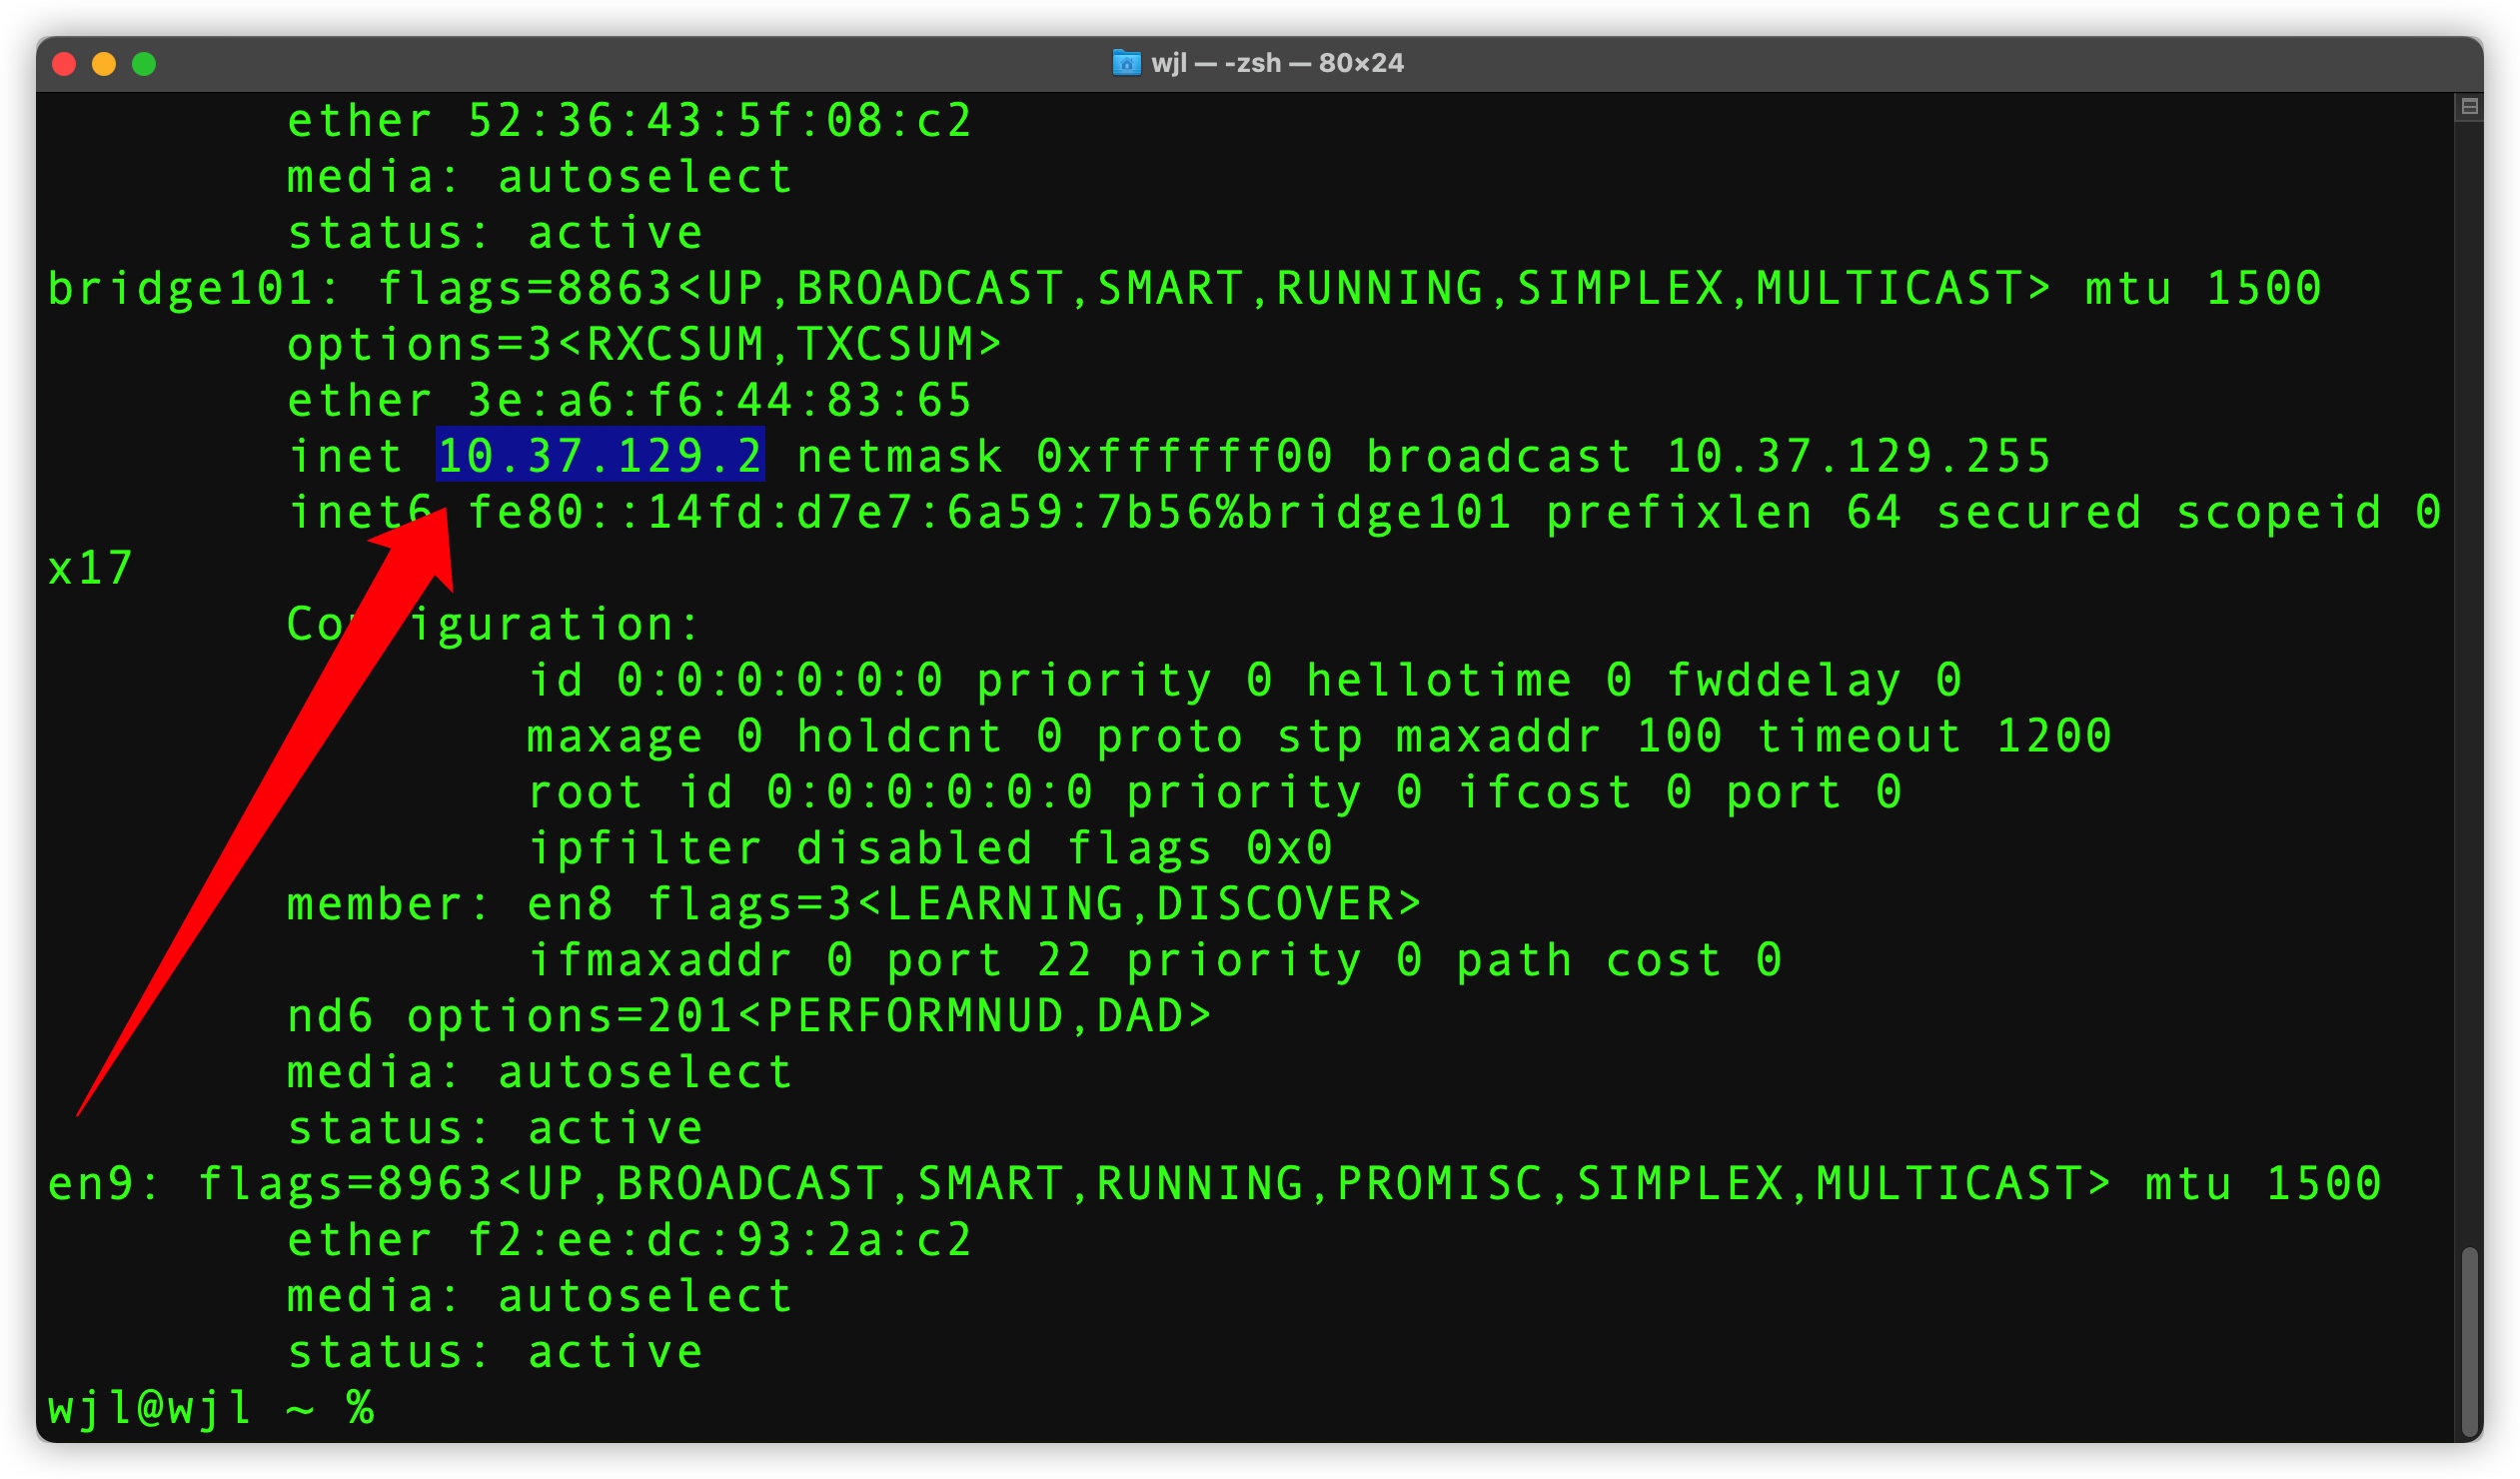 wjl — -zsh — 80×24
ether 52:36:43:5f:08:c2
media: autoselect
status: active
bridge101: flags=8863<UP,BROADCAST,SMART,RUNNING,SIMPLEX,MULTICAST> mtu 1500
options=3<RXCSUM,TXCSUM>
ether 3e:a6:f6:44:83:65
inet 10.37.129.2 netmask 0xffffff00 broadcast 10.37.129.255
inet6 fe80::14fd:d7e7:6a59:7b56%bridge101 prefixlen 64 secured scopeid 0
x17
Configuration:
id 0:0:0:0:0:0 priority 0 hellotime 0 fwddelay 0
maxage 0 holdcnt 0 proto stp maxaddr 100 timeout 1200
root id 0:0:0:0:0:0 priority 0 ifcost 0 port 0
ipfilter disabled flags 0x0
member: en8 flags=3<LEARNING,DISCOVER>
ifmaxaddr 0 port 22 priority 0 path cost 0
nd6 options=201<PERFORMNUD,DAD>
media: autoselect
status: active
en9: flags=8963<UP,BROADCAST,SMART,RUNNING,PROMISC,SIMPLEX,MULTICAST> mtu 1500
ether f2:ee:dc:93:2a:c2
media: autoselect
status: active
wjl@wjl ~ %